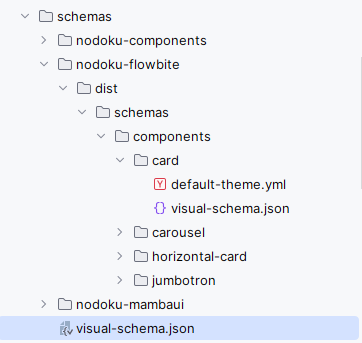 schemas
nodoku-components
nodoku-flowbite
dist
schemas
components
card
default-theme.yml
visual-schema.json
carousel
horizontal-card
jumbotron
nodoku-mambaui
visual-schema.json